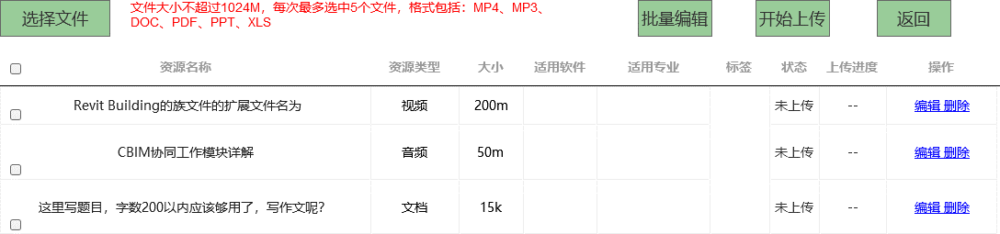 选择文件
文件大小不超过1024M，每次最多选中5个文件，格式包括：MP4、MP3、
DOC、PDF、PPT、XLS
批量编辑
开始上传
返回
资源名称 资源类型 大小 适用软件 适用专业 标签 状态 上传进度 操作
Revit Building的族文件的扩展文件名为 视频 200m 未上传 -- 编辑 删除
CBIM协同工作模块详解 音频 50m 未上传 -- 编辑 删除
这里写题目，字数200以内应该够用了，写作文呢？ 文档 15k 未上传 -- 编辑 删除